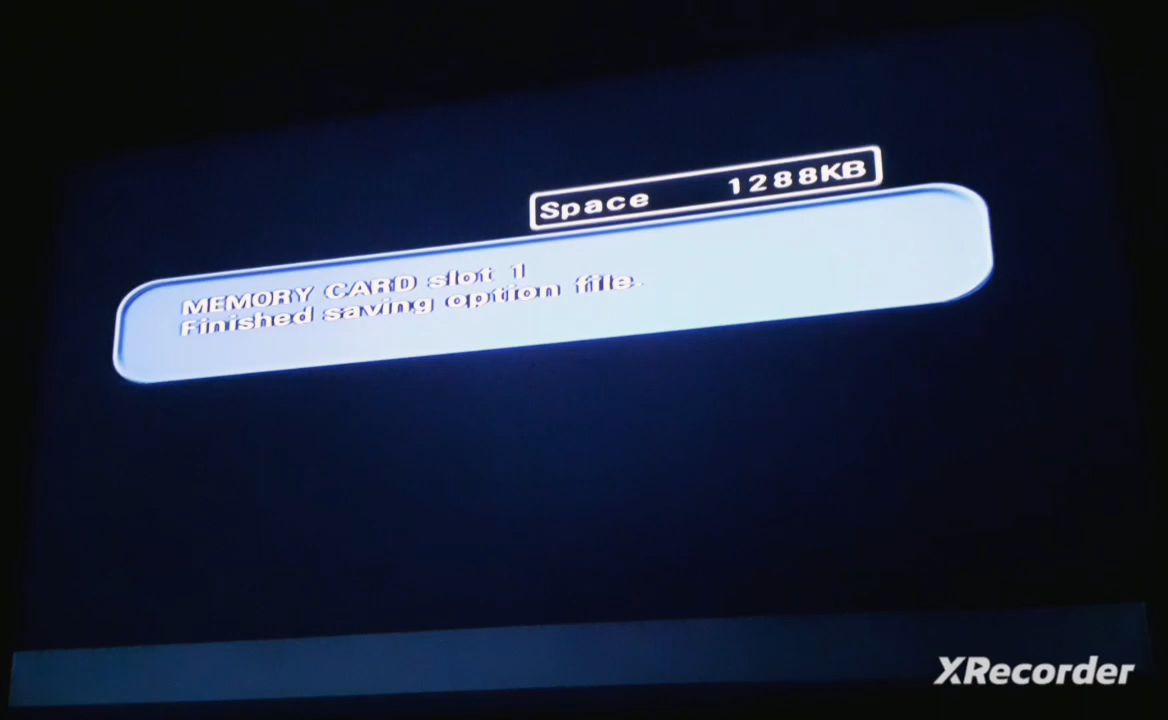 Space 1288KB
MEMORY CARD slot 1
Finished saving option file.
XRecorder